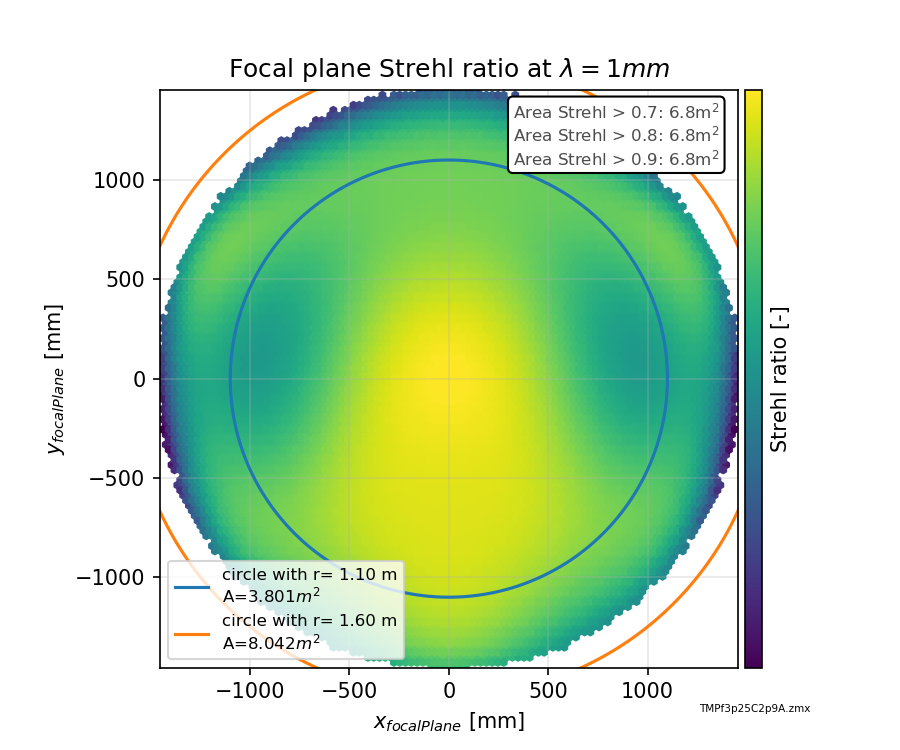 Focal plane Strehl ratio at λ = 1mm
Area Strehl > 0.7: 6.8m²
Area Strehl > 0.8: 6.8m²
Area Strehl > 0.9: 6.8m²
1000
500
0
−500
−1000
y_focalPlane [mm]
Strehl ratio [-]
circle with r= 1.10 m
A=3.801m²
circle with r= 1.60 m
A=8.042m²
−1000 −500 0 500 1000
x_focalPlane [mm]
TMPf3p25C2p9A.zmx